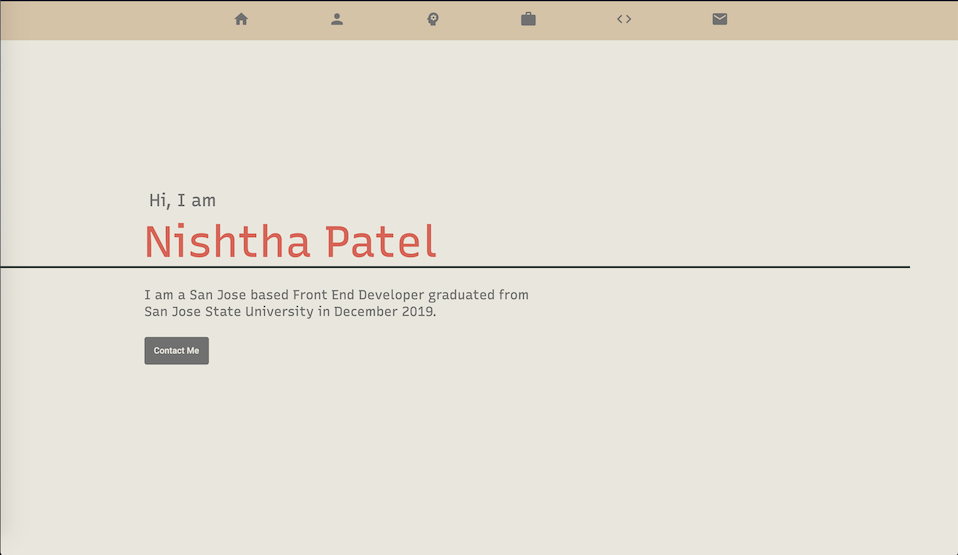 Hi, I am
Nishtha Patel
I am a San Jose based Front End Developer graduated from
San Jose State University in December 2019.
Contact Me